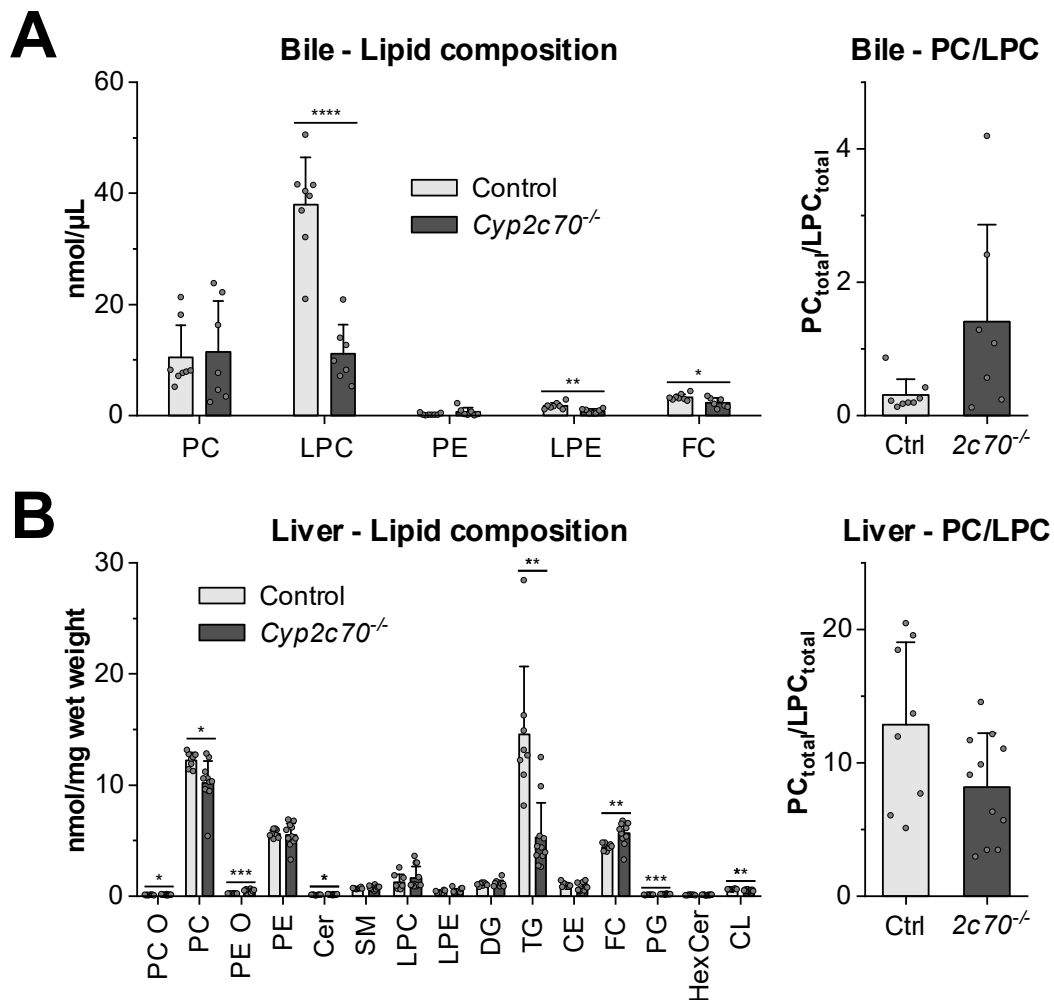 A
Bile - Lipid composition
60
40
20
0
nmol/µL
****
**
*
Control
Cyp2c70-/-
PC LPC PE LPE FC
Bile - PC/LPC
4
2
0
PCtotal/LPCtotal
Ctrl 2c70-/-
B
Liver - Lipid composition
30
20
10
0
nmol/mg wet weight
Control
Cyp2c70-/-
* * *** * ** ** *** **
PC O PC PE O PE Cer SM LPC LPE DG TG CE FC PG HexCer CL
Liver - PC/LPC
20
10
0
PCtotal/LPCtotal
Ctrl 2c70-/-